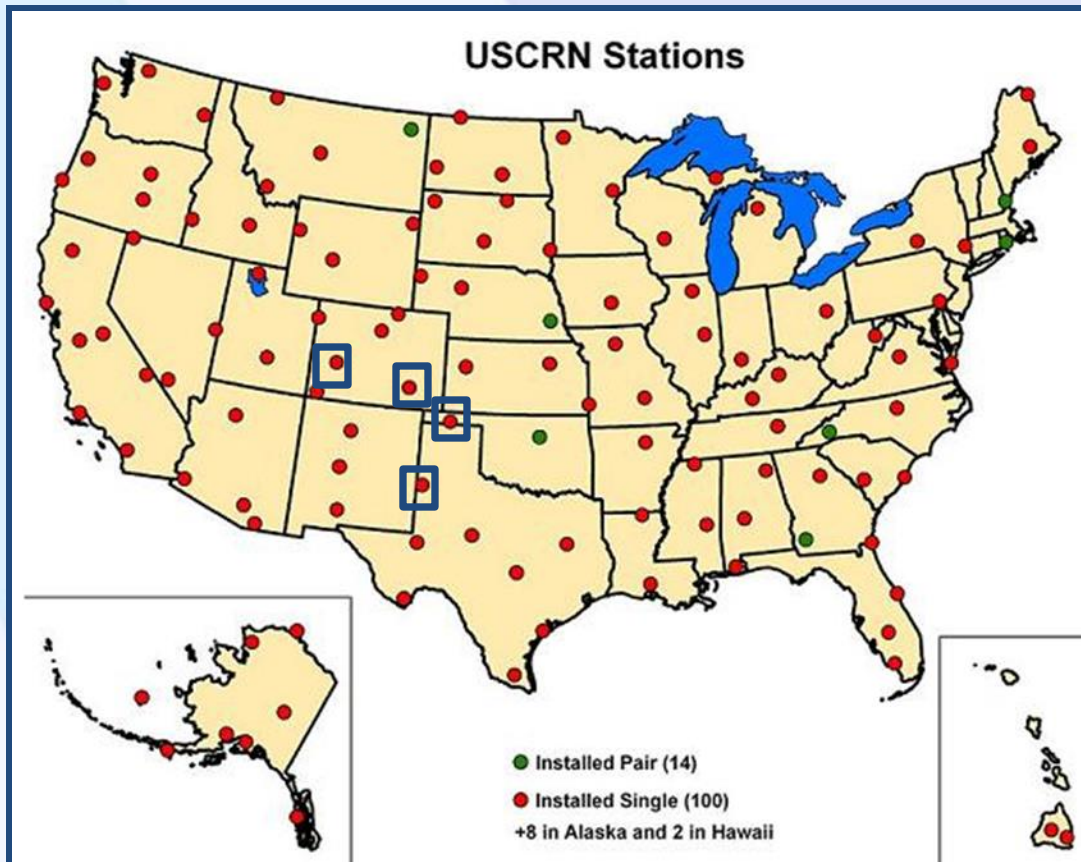 USCRN Stations
Installed Pair (14)
Installed Single (100)
+8 in Alaska and 2 in Hawaii